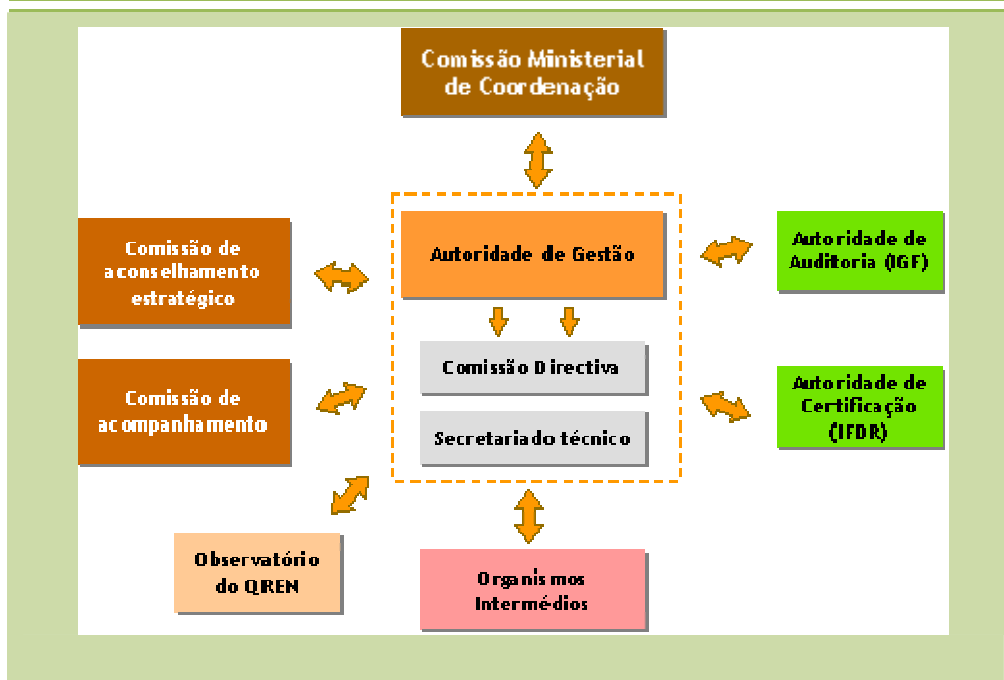 Comissão Ministerial
de Coordenação
Autoridade de Gestão
Comissão de
aconselhamento
estratégico
Autoridade de
Auditoria (IGF)
Comissão Directiva
Comissão de
acompanhamento
Autoridade de
Certificação
(IFDR)
Secretariado técnico
Observatório
do QREN
Organismos
Intermédios